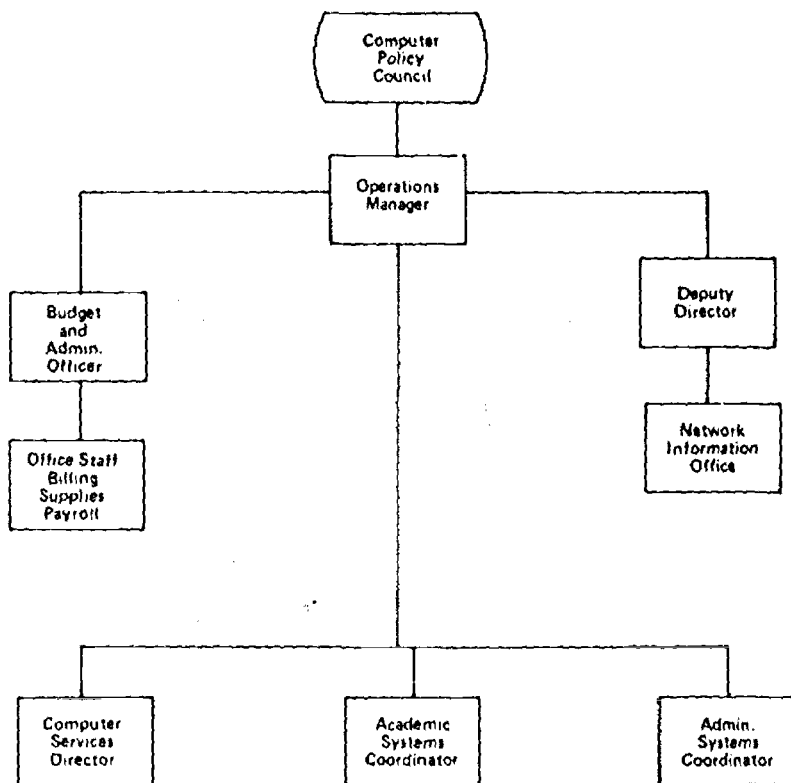 Computer
Policy
Council
Operations
Manager
Budget
and
Admin.
Officer
Deputy
Director
Office Staff
Billing
Supplies
Payroll
Network
Information
Office
Computer
Services
Director
Academic
Systems
Coordinator
Admin.
Systems
Coordinator